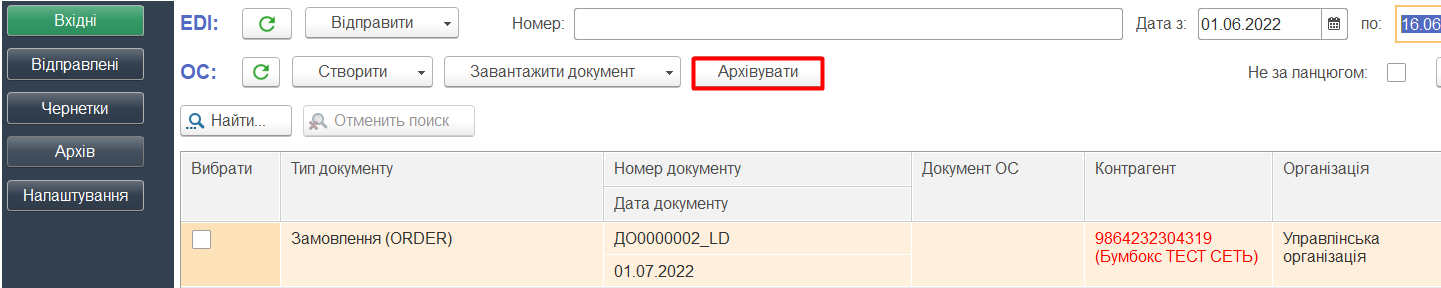 Вхідні
Відправлені
Чернетки
Архів
Налаштування
EDI: Відправити Номер: Дата з: 01.06.2022 по: 16.06
ОС: Створити Завантажити документ Архівувати Не за ланцюгом:
Найти... Отменить поиск
Вибрати Тип документу Номер документу Документ ОС Контрагент Організація
Дата документу
Замовлення (ORDER) ДО0000002_LD 9864232304319 Управлінська
(Бумбокс ТЕСТ СЕТЬ) організація
01.07.2022